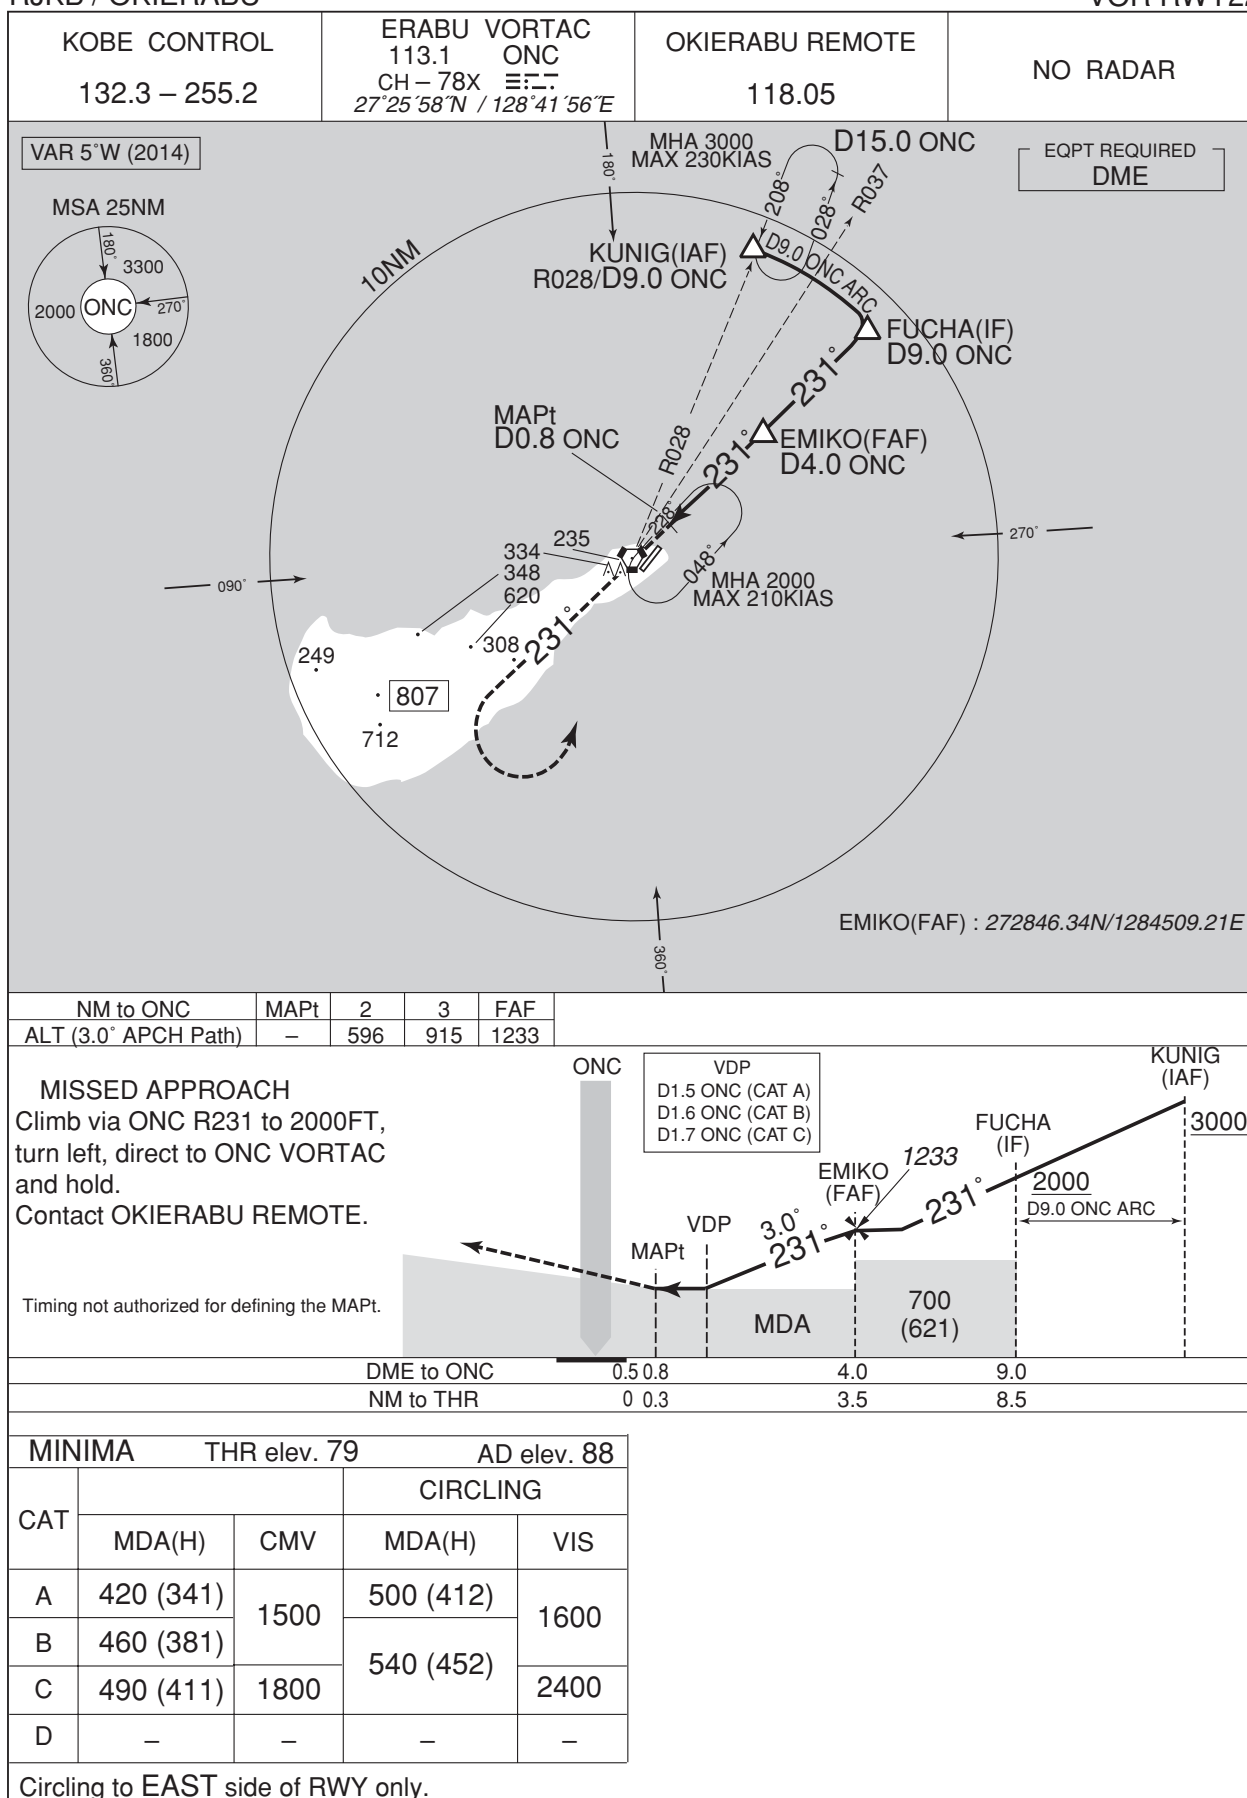 KOBE CONTROL
132.3 – 255.2
ERABU VORTAC
113.1 ONC
CH – 78X
27°25´58˝N / 128°41´56˝E
OKIERABU REMOTE
118.05
NO RADAR
VAR 5°W (2014)
MSA 25NM
180°
3300
2000
ONC
270°
1800
360°
180°
MHA 3000
MAX 230KIAS
D15.0 ONC
EQPT REQUIRED
DME
208°
028°
R037
10NM
KUNIG(IAF)
R028/D9.0 ONC
D9.0 ONC ARC
FUCHA(IF)
D9.0 ONC
231°
MAPt
D0.8 ONC
R028
EMIKO(FAF)
D4.0 ONC
231°
228°
270°
235
334
348
620
048°
MHA 2000
MAX 210KIAS
090°
231°
308
249
807
712
EMIKO(FAF) : 272846.34N/1284509.21E
360°
NM to ONC MAPt 2 3 FAF
ALT (3.0° APCH Path) – 596 915 1233
MISSED APPROACH
Climb via ONC R231 to 2000FT,
turn left, direct to ONC VORTAC
and hold.
Contact OKIERABU REMOTE.
Timing not authorized for defining the MAPt.
ONC
VDP
D1.5 ONC (CAT A)
D1.6 ONC (CAT B)
D1.7 ONC (CAT C)
KUNIG
(IAF)
3000
FUCHA
(IF)
2000
D9.0 ONC ARC
EMIKO
(FAF)
1233
231°
3.0°
231°
VDP
MAPt
MDA
700
(621)
DME to ONC 0.5 0.8 4.0 9.0
NM to THR 0 0.3 3.5 8.5
MINIMA THR elev. 79 AD elev. 88
CAT
CIRCLING
MDA(H) CMV MDA(H) VIS
A 420 (341) 1500 500 (412) 1600
B 460 (381) 540 (452)
C 490 (411) 1800 2400
D – – – –
Circling to EAST side of RWY only.